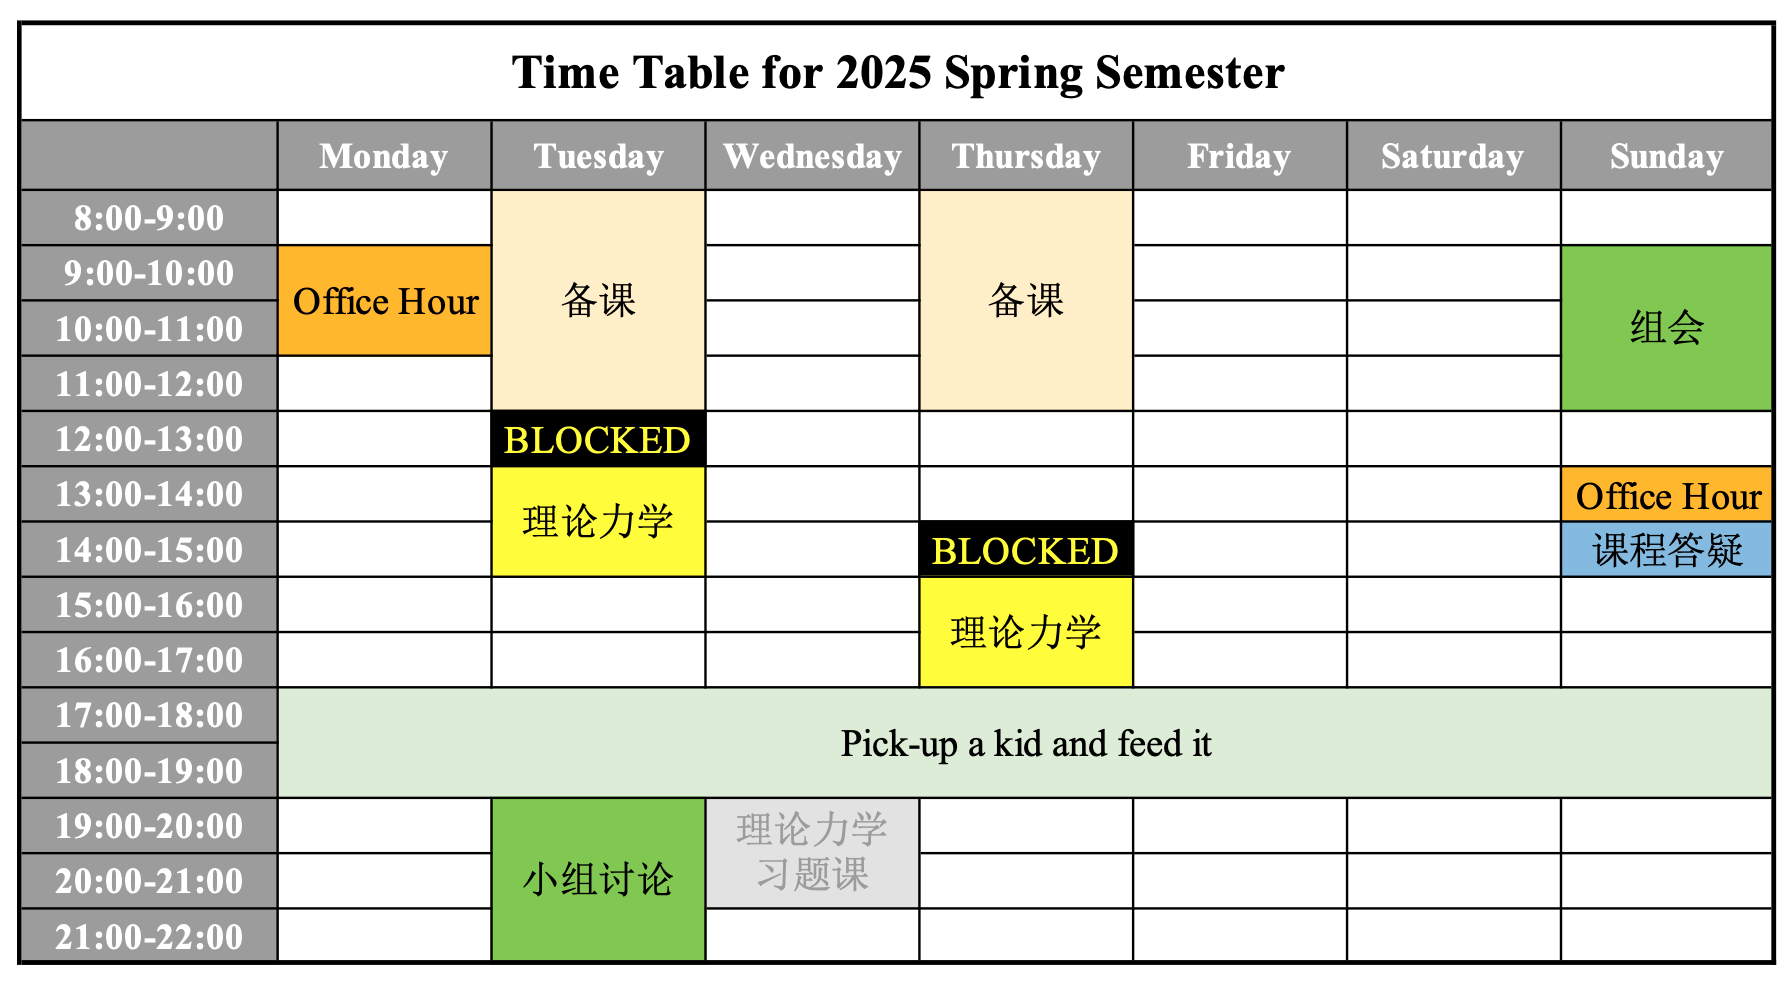 Time Table for 2025 Spring Semester
Monday Tuesday Wednesday Thursday Friday Saturday Sunday
8:00-9:00
9:00-10:00
Office Hour 备课 备课
10:00-11:00
组会
11:00-12:00
12:00-13:00 BLOCKED
13:00-14:00 Office Hour
理论力学
14:00-15:00 BLOCKED 课程答疑
15:00-16:00
理论力学
16:00-17:00
17:00-18:00
Pick-up a kid and feed it
18:00-19:00
19:00-20:00 理论力学
20:00-21:00 小组讨论 习题课
21:00-22:00